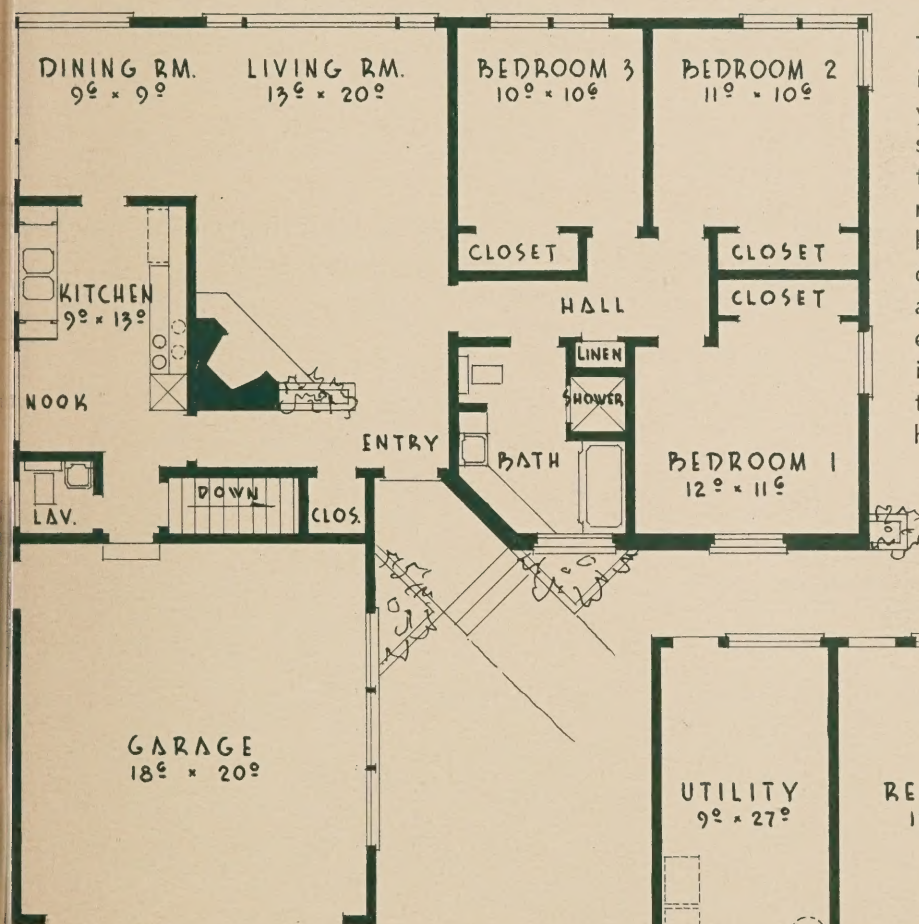 DINING RM.
9⁶ × 9⁰
LIVING RM.
13⁶ × 20⁰
BEDROOM 3
10⁰ × 10⁶
BEDROOM 2
11⁰ × 10⁶
CLOSET
CLOSET
CLOSET
KITCHEN
9⁰ × 13⁰
HALL
LINEN
SHOWER
NOOK
ENTRY
BATH
BEDROOM 1
12⁰ × 11⁶
DOWN
LAV.
CLOS.
GARAGE
18⁶ × 20⁰
UTILITY
9⁰ × 27⁰
RE
1